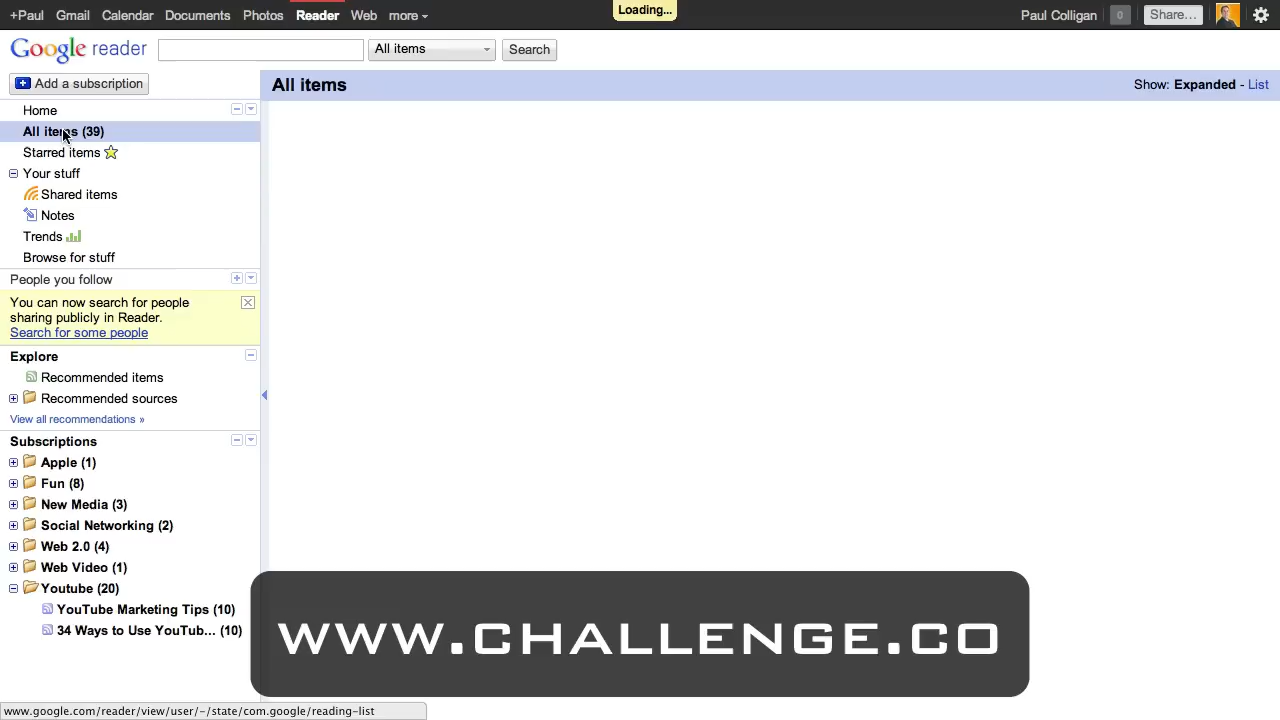 +Paul Gmail Calendar Documents Photos Reader Web more
Loading...
Paul Colligan 0 Share...
Google reader
All items
Search
Add a subscription
All items
Show: Expanded - List
Home
All items (39)
Starred items
Your stuff
Shared items
Notes
Trends
Browse for stuff
People you follow
You can now search for people
sharing publicly in Reader.
Search for some people
Explore
Recommended items
Recommended sources
View all recommendations »
Subscriptions
Apple (1)
Fun (8)
New Media (3)
Social Networking (2)
Web 2.0 (4)
Web Video (1)
Youtube (20)
YouTube Marketing Tips (10)
34 Ways to Use YouTub... (10)
WWW.CHALLENGE.CO
www.google.com/reader/view/user/-/state/com.google/reading-list